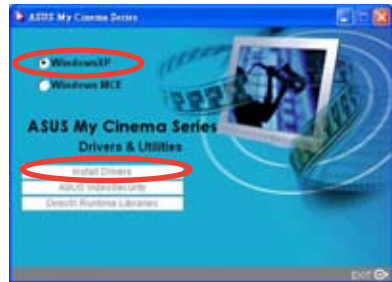 ASUS My Cinema Series
WindowsXP
Windows MCE
ASUS My Cinema Series
Drivers & Utilities
Install Drivers
ASUS VideoSecurity
DirectX Runtime Libraries
EXIT